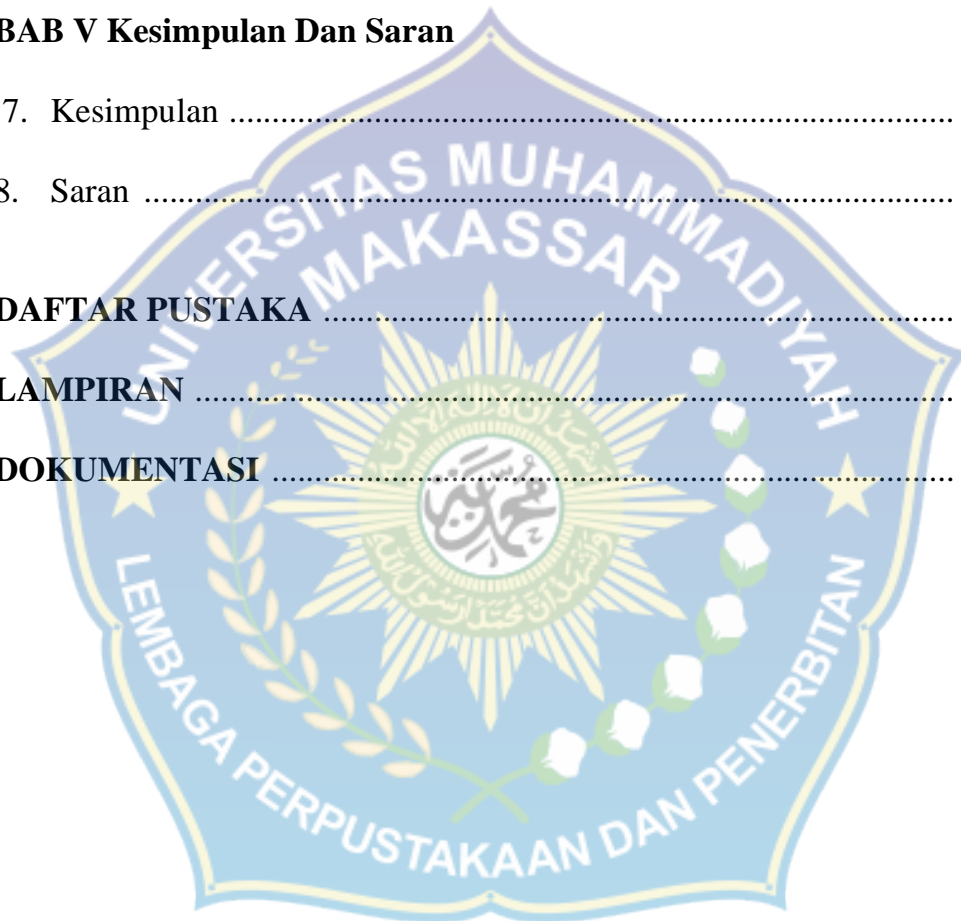 BAB V Kesimpulan Dan Saran
7. Kesimpulan ................................................................................
8. Saran ..........................................................................................
DAFTAR PUSTAKA ......................................................................
LAMPIRAN ....................................................................................
DOKUMENTASI ...........................................................................
UNIVERSITAS MUHAMMADIYAH
MAKASSAR
LEMBAGA PERPUSTAKAAN DAN PENERBITAN